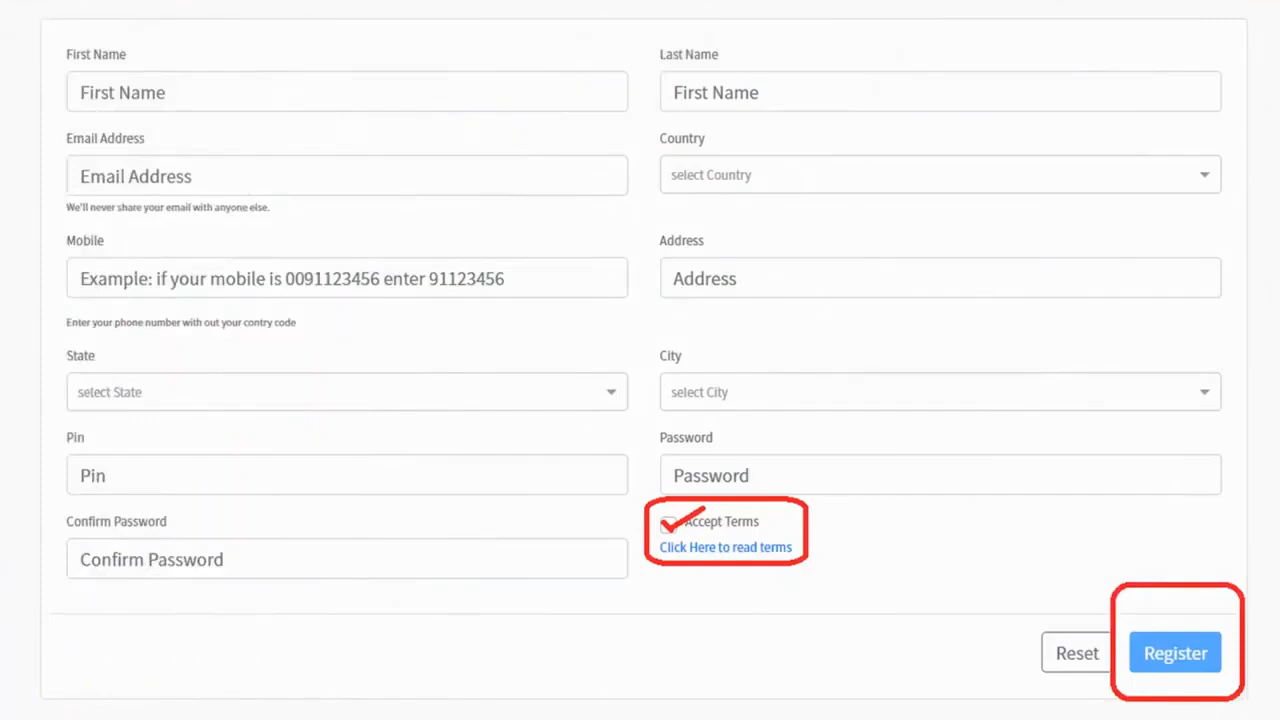 First Name
Last Name
First Name
First Name
Email Address
Country
Email Address
select Country
We'll never share your email with anyone else.
Mobile
Address
Example: if your mobile is 0091123456 enter 91123456
Address
Enter your phone number with out your contry code
State
City
select State
select City
Pin
Password
Pin
Password
Confirm Password
Accept Terms
Click Here to read terms
Confirm Password
Reset
Register